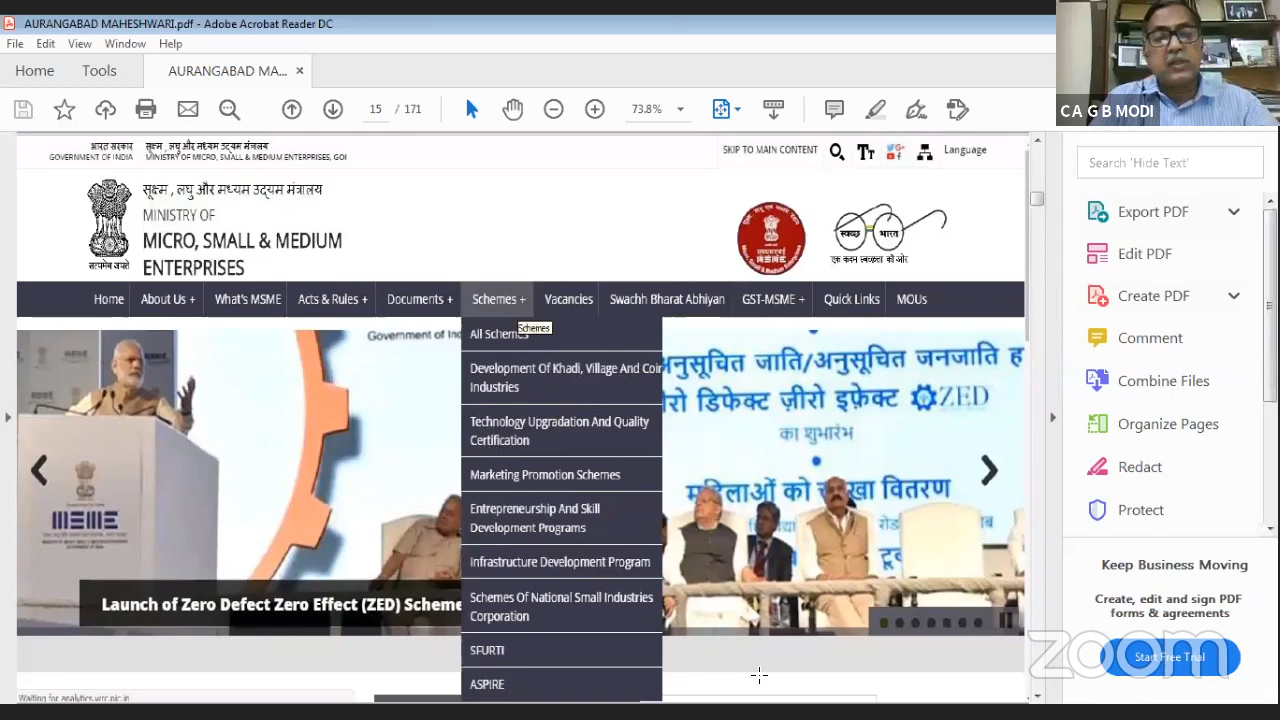 AURANGABAD MAHESHWARI.pdf - Adobe Acrobat Reader DC
File Edit View Window Help
Home Tools AURANGABAD MA... ×
15 / 171 73.8%
C A G B MODI
भारत सरकार सूक्ष्म, लघु और मध्यम उद्यम मंत्रालय
GOVERNMENT OF INDIA MINISTRY OF MICRO, SMALL & MEDIUM ENTERPRISES, GOI
SKIP TO MAIN CONTENT TT Language
सूक्ष्म , लघु और मध्यम उद्यम मंत्रालय
MINISTRY OF
MICRO, SMALL & MEDIUM
ENTERPRISES
सत्यमेव जयते
स्वच्छ भारत
एक कदम स्वच्छता की ओर
Home About Us + What's MSME Acts & Rules + Documents + Schemes + Vacancies Swachh Bharat Abhiyan GST-MSME + Quick Links MOUs
Schemes
All Schemes
Development Of Khadi, Village And Coir
Industries
Technology Upgradation And Quality
Certification
Marketing Promotion Schemes
Entrepreneurship And Skill
Development Programs
Infrastructure Development Program
Schemes Of National Small Industries
Corporation
SFURTI
ASPIRE
Government of
अनुसूचित जाति/अनुसूचित जनजाति ह
रो डिफेक्ट ज़ीरो इफ़ेक्ट ZED
का शुभारंभ
महिलाओं को वितरण
Launch of Zero Defect Zero Effect (ZED) Scheme
Waiting for analytics.wrc.nic.in
Search 'Hide Text'
Export PDF
Edit PDF
Create PDF
Comment
Combine Files
Organize Pages
Redact
Protect
Keep Business Moving
Create, edit and sign PDF
forms & agreements
Start Free Trial
zoom